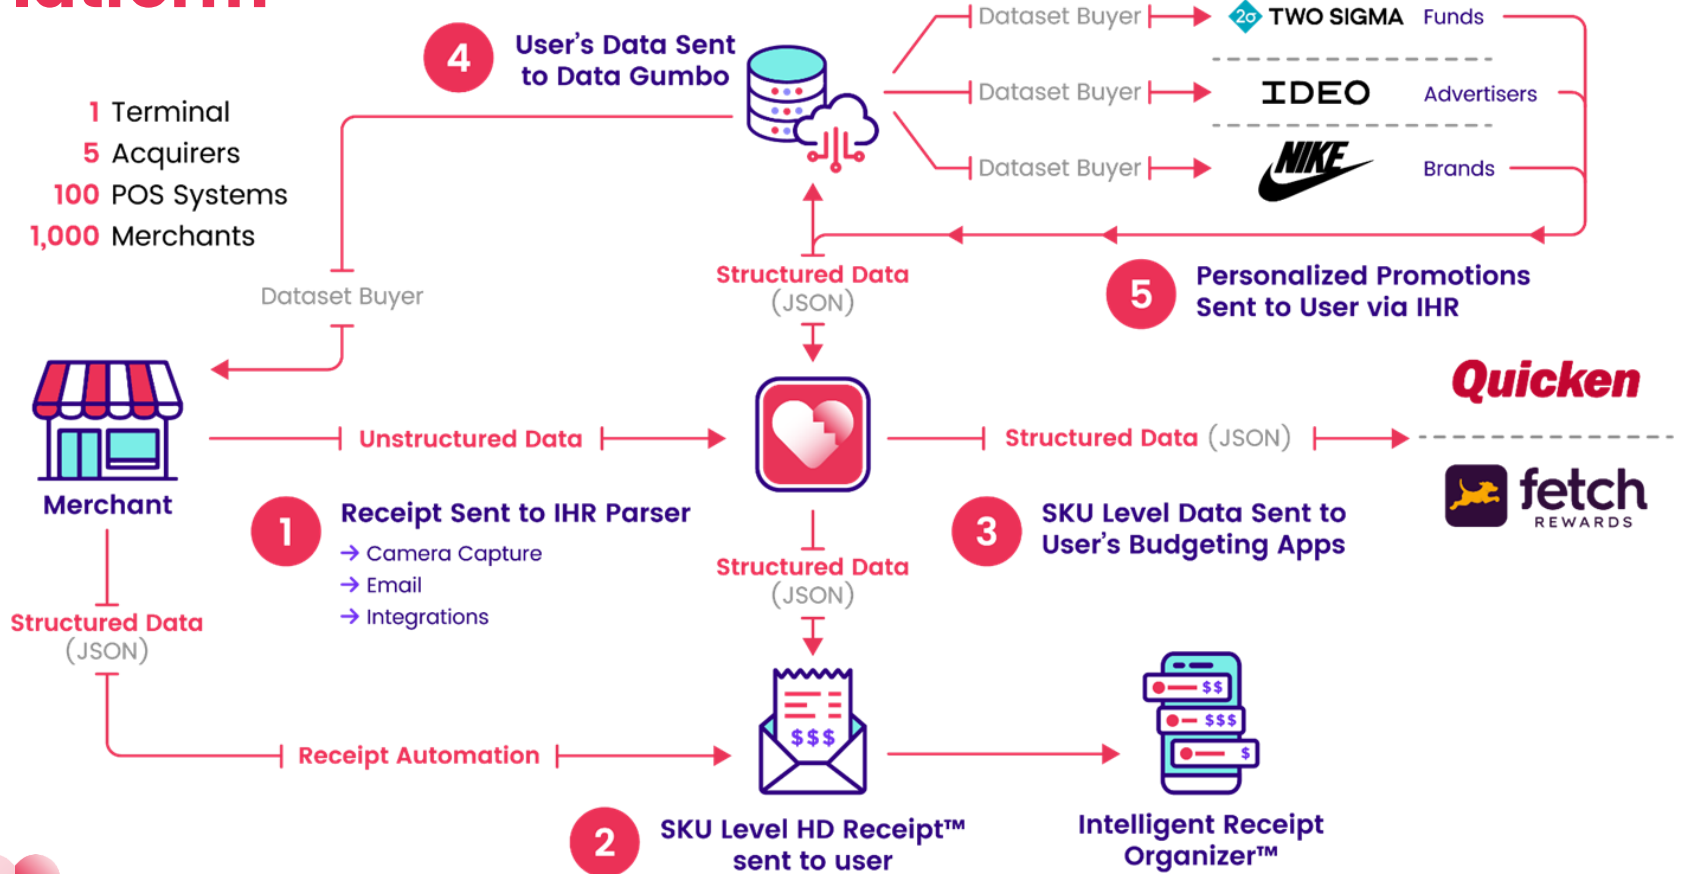 latform
4
User's Data Sent
to Data Gumbo
Dataset Buyer
2σ TWO SIGMA
Funds
Dataset Buyer
IDEO
Advertisers
Dataset Buyer
NIKE
Brands
1 Terminal
5 Acquirers
100 POS Systems
1,000 Merchants
Dataset Buyer
Structured Data
(JSON)
5
Personalized Promotions
Sent to User via IHR
Merchant
Unstructured Data
Structured Data (JSON)
Quicken
fetch
REWARDS
1
Receipt Sent to IHR Parser
→ Camera Capture
→ Email
→ Integrations
3
SKU Level Data Sent to
User's Budgeting Apps
Structured Data
(JSON)
Structured Data
(JSON)
Receipt Automation
$$$
$$
$$$
$
2
SKU Level HD Receipt™
sent to user
Intelligent Receipt
Organizer™